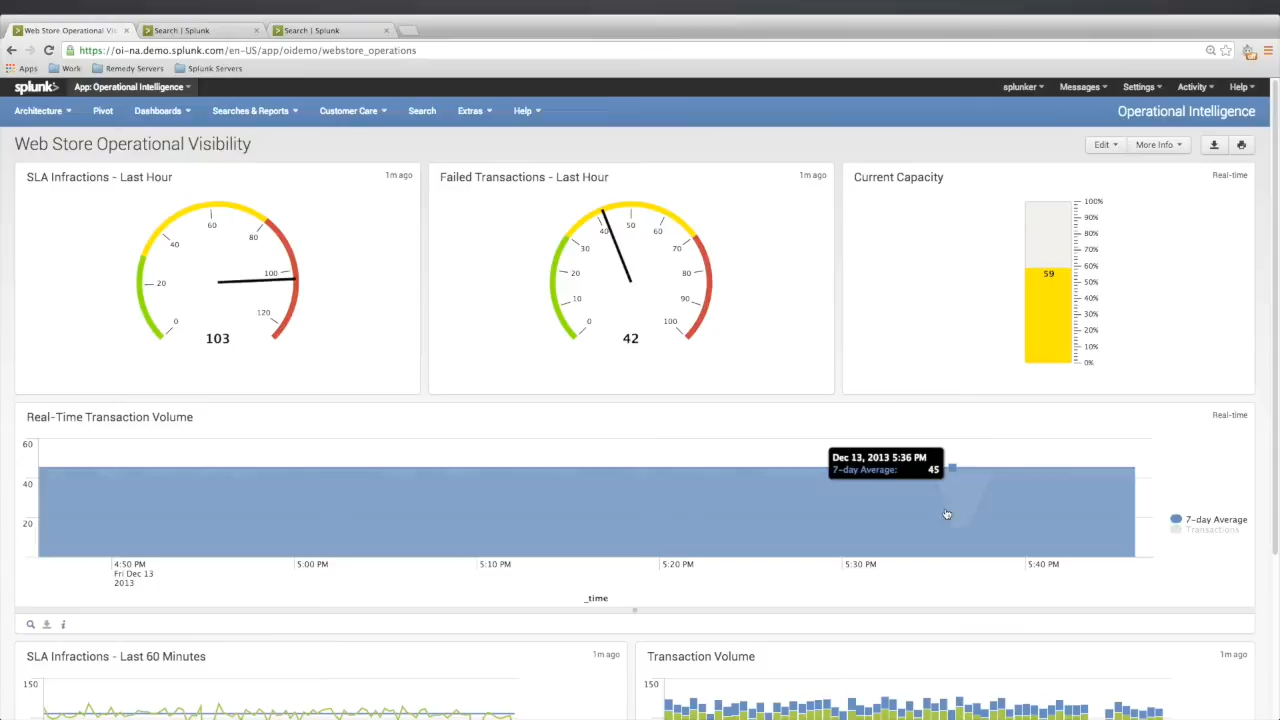 Web Store Operational Vis
Search | Splunk
Search | Splunk
https://oi-na.demo.splunk.com/en-US/app/oidemo/webstore_operations
Apps Work Remedy Servers Splunk Servers
splunk> App: Operational Intelligence splunker Messages Settings Activity Help
Architecture Pivot Dashboards Searches & Reports Customer Care Search Extras Help Operational Intelligence
Web Store Operational Visibility Edit More Info
SLA Infractions - Last Hour 1m ago
0
20
40
60
80
100
120
103
Failed Transactions - Last Hour 1m ago
0
10
20
30
40
50
60
70
80
90
100
42
Current Capacity Real-time
100%
90%
80%
70%
60%
50%
40%
30%
20%
10%
0%
59
Real-Time Transaction Volume Real-time
60
40
20
Dec 13, 2013 5:36 PM
7-day Average: 45
7-day Average
Transactions
4:50 PM 5:00 PM 5:10 PM 5:20 PM 5:30 PM 5:40 PM
Fri Dec 13
2013
_time
SLA Infractions - Last 60 Minutes 1m ago
150
Transaction Volume 1m ago
150